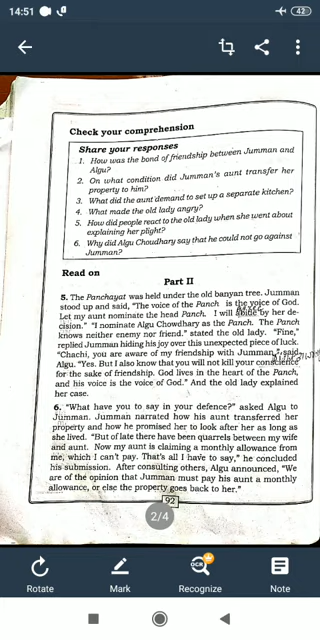 14:51
42
Check your comprehension
Share your responses
1. How was the bond of friendship between Jumman and
Algu?
2. On what condition did Jumman's aunt transfer her
property to him?
3. What did the aunt demand to set up a separate kitchen?
4. What made the old lady angry?
5. How did people react to the old lady when she went about
explaining her plight?
6. Why did Algu Choudhary say that he could not go against
Jumman?
Read on
Part II
5. The Panchayat was held under the old banyan tree. Jumman
stood up and said, "The voice of the Panch is the voice of God.
Let my aunt nominate the head Panch. I will abide by her de-
cision." "I nominate Algu Chowdhary as the Panch. The Panch
knows neither enemy nor friend." stated the old lady. "Fine,"
replied Jumman hiding his joy over this unexpected piece of luck.
"Chachi, you are aware of my friendship with Jumman," said
Algu. "Yes. But I also know that you will not kill your conscience
for the sake of friendship. God lives in the heart of the Panch,
and his voice is the voice of God." And the old lady explained
her case.
6. "What have you to say in your defence?" asked Algu to
Jumman. Jumman narrated how his aunt transferred her
property and how he promised her to look after her as long as
she lived. "But of late there have been quarrels between my wife
and aunt. Now my aunt is claiming a monthly allowance from
me, which I can't pay. That's all I have to say," he concluded
his submission. After consulting others, Algu announced, "We
are of the opinion that Jumman must pay his aunt a monthly
allowance, or else the property goes back to her."
92
2/4
OCR
Rotate
Mark
Recognize
Note